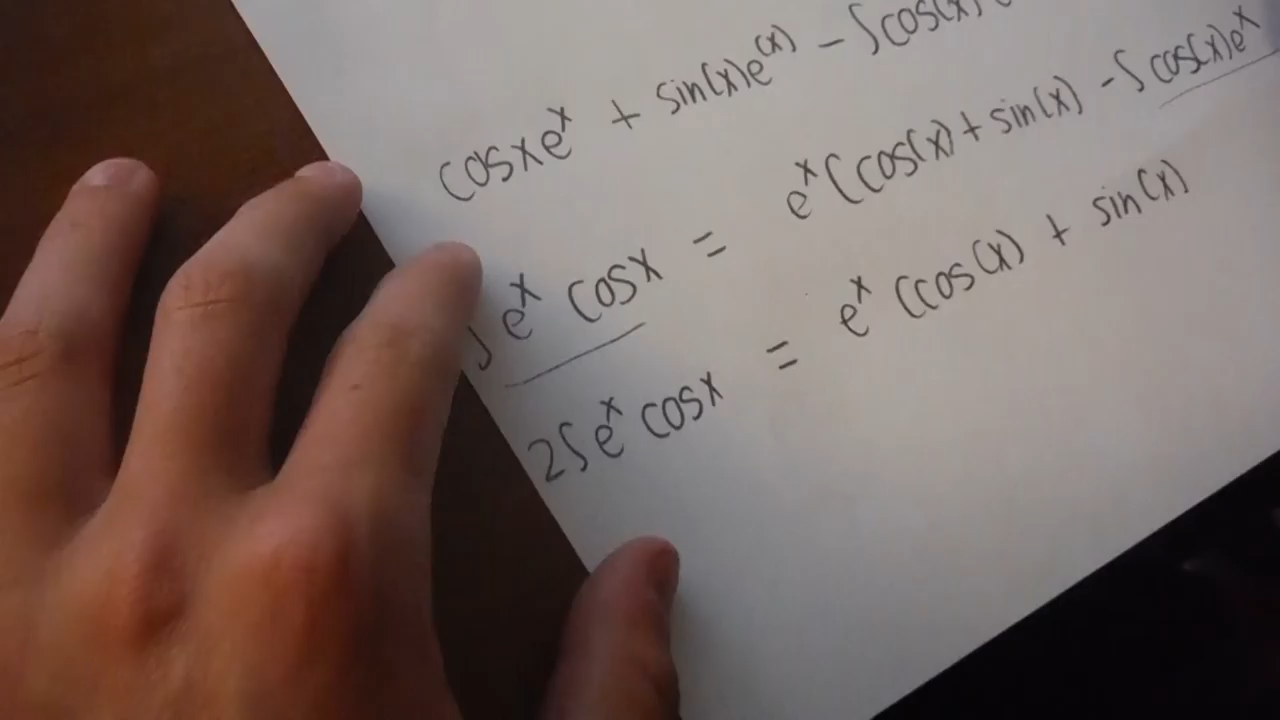 cosxe^x + sin(x)e^(x) - ∫cos(x)
∫e^x cosx = e^x(cos(x) + sin(x) - ∫cos(x)e^x
2∫e^x cosx = e^x (cos(x) + sin(x)